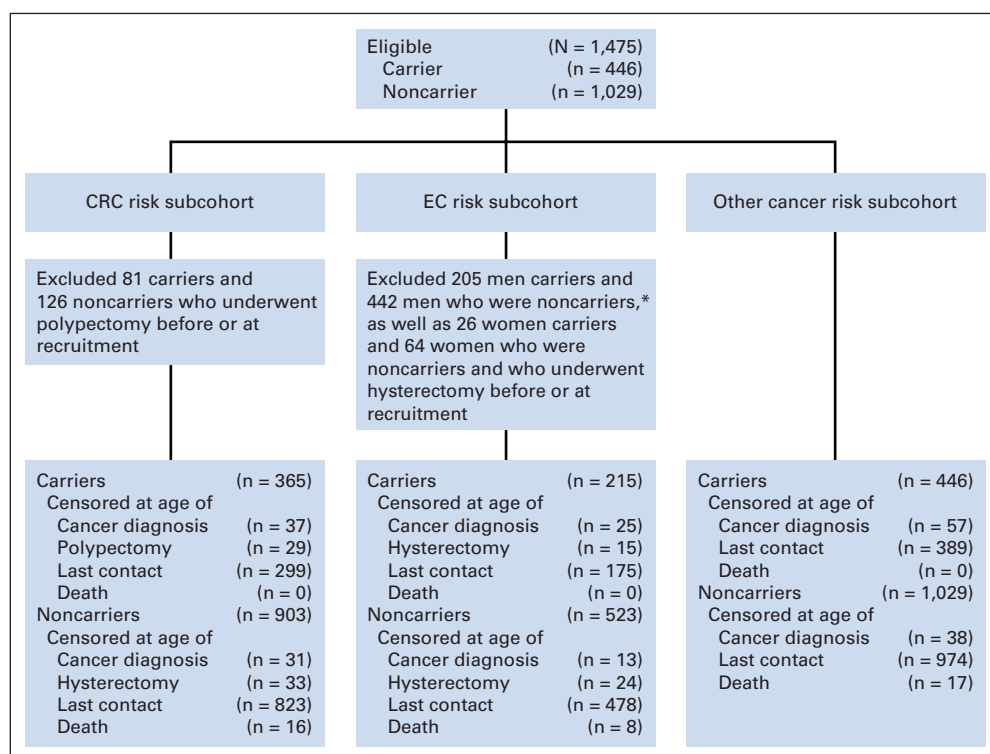 Eligible (N = 1,475)
Carrier (n = 446)
Noncarrier (n = 1,029)
CRC risk subcohort
Excluded 81 carriers and
126 noncarriers who underwent
polypectomy before or at
recruitment
Carriers (n = 365)
Censored at age of
Cancer diagnosis (n = 37)
Polypectomy (n = 29)
Last contact (n = 299)
Death (n = 0)
Noncarriers (n = 903)
Censored at age of
Cancer diagnosis (n = 31)
Hysterectomy (n = 33)
Last contact (n = 823)
Death (n = 16)
EC risk subcohort
Excluded 205 men carriers and
442 men who were noncarriers,*
as well as 26 women carriers
and 64 women who were
noncarriers and who underwent
hysterectomy before or at
recruitment
Carriers (n = 215)
Censored at age of
Cancer diagnosis (n = 25)
Hysterectomy (n = 15)
Last contact (n = 175)
Death (n = 0)
Noncarriers (n = 523)
Censored at age of
Cancer diagnosis (n = 13)
Hysterectomy (n = 24)
Last contact (n = 478)
Death (n = 8)
Other cancer risk subcohort
Carriers (n = 446)
Censored at age of
Cancer diagnosis (n = 57)
Last contact (n = 389)
Death (n = 0)
Noncarriers (n = 1,029)
Censored at age of
Cancer diagnosis (n = 38)
Last contact (n = 974)
Death (n = 17)